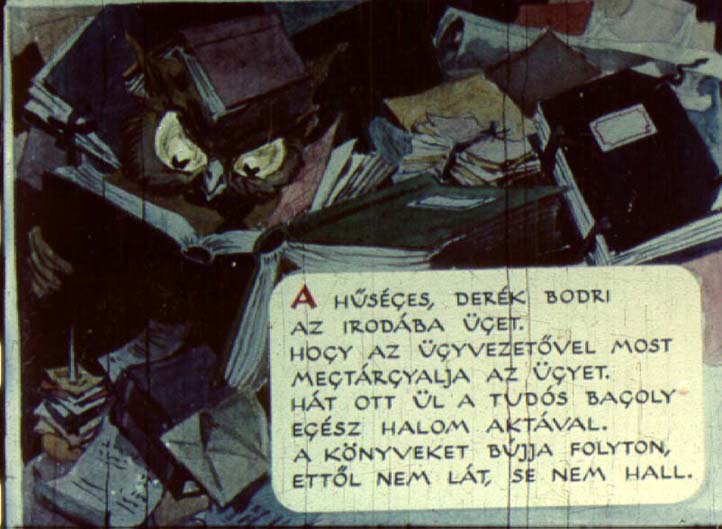 A HŰSÉGES, DERÉK BODRI
AZ IRODÁBA ÜGET.
HOGY AZ ÜGYVEZETŐVEL MOST
MEGTÁRGYALJA AZ ÜGYET.
HÁT OTT ÜL A TUDÓS BAGOLY
EGÉSZ HALOM AKTÁVAL.
A KÖNYVEKET BÚJJA FOLYTON,
ETTŐL NEM LÁT, SE NEM HALL.